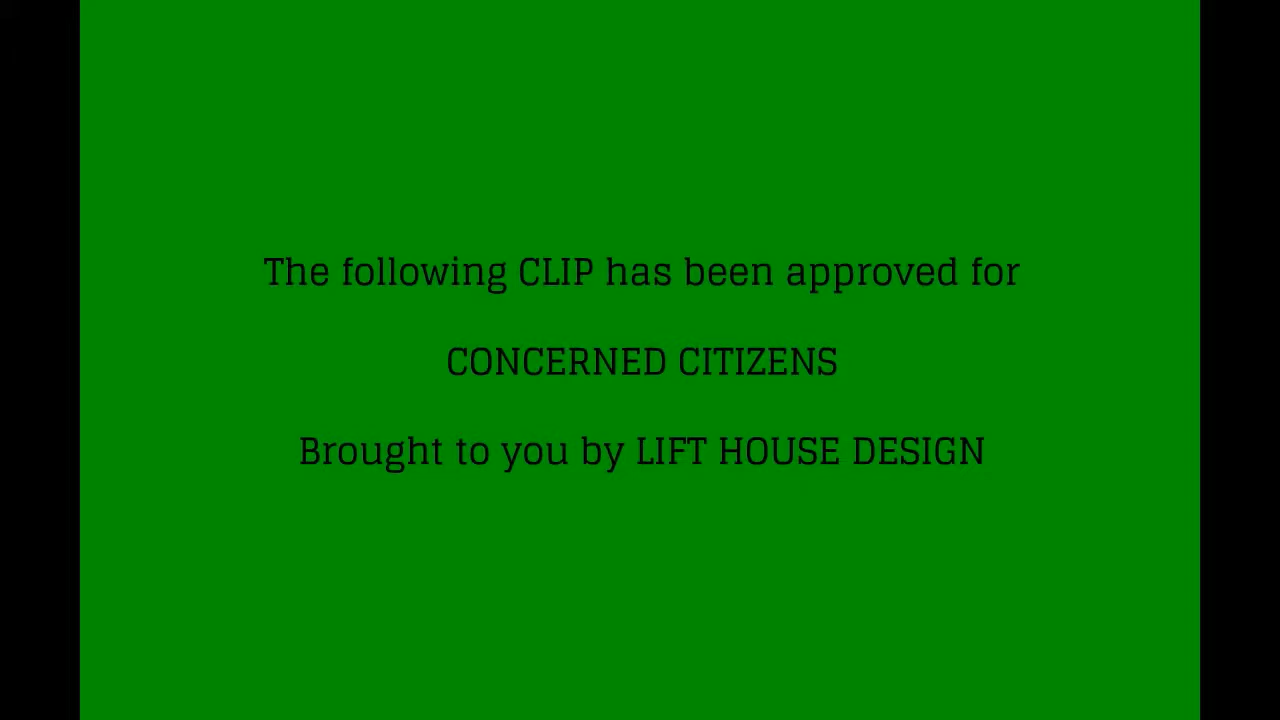 The following CLIP has been approved for
CONCERNED CITIZENS
Brought to you by LIFT HOUSE DESIGN